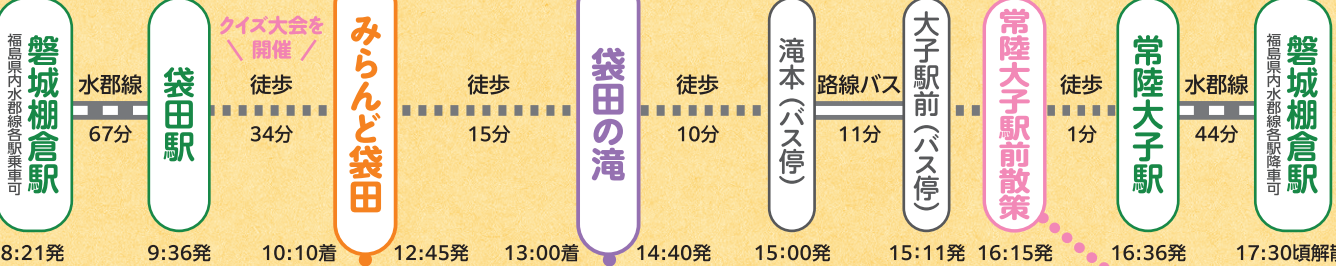 福島県内水郡線各駅乗車可
磐城棚倉駅
8:21発
水郡線
67分
袋田駅
9:36発
クイズ大会を
開催
徒歩
34分
10:10着
みらんど袋田
12:45発
徒歩
15分
13:00着
袋田の滝
14:40発
徒歩
10分
滝本（バス停）
15:00発
路線バス
11分
大子駅前（バス停）
15:11発
常陸大子駅前散策
16:15発
徒歩
1分
常陸大子駅
16:36発
水郡線
44分
福島県内水郡線各駅降車可
磐城棚倉駅
17:30頃解散